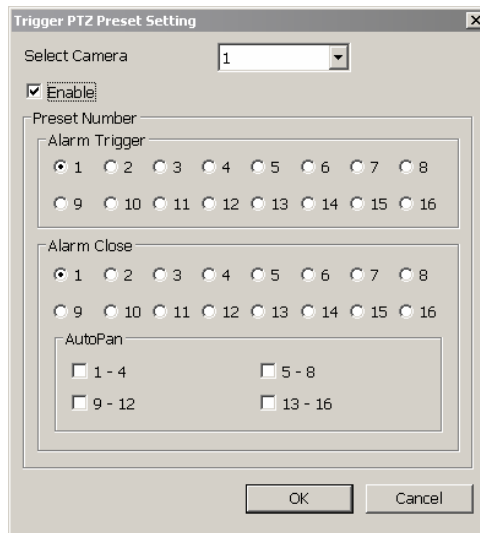 Trigger PTZ Preset Setting
Select Camera 1
Enable
Preset Number
Alarm Trigger
1 2 3 4 5 6 7 8
9 10 11 12 13 14 15 16
Alarm Close
1 2 3 4 5 6 7 8
9 10 11 12 13 14 15 16
AutoPan
1 - 4 5 - 8
9 - 12 13 - 16
OK Cancel